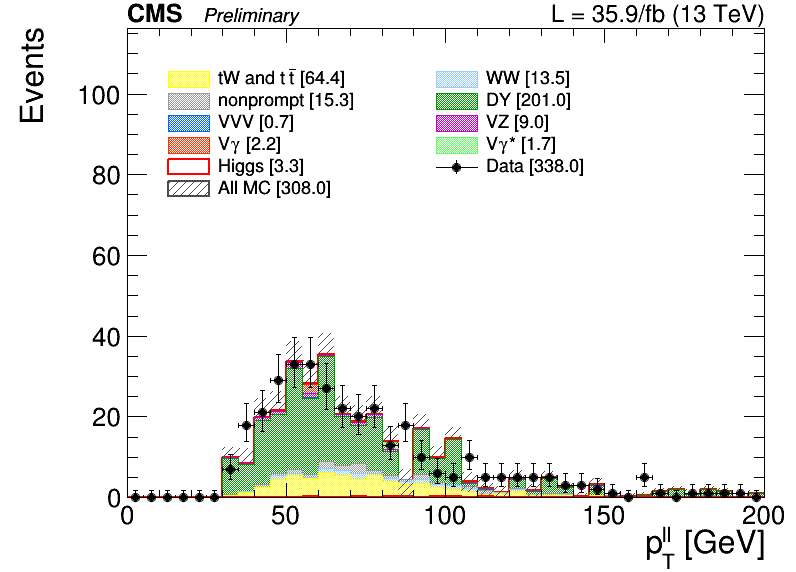 CMS Preliminary L = 35.9/fb (13 TeV)
Events
tW and tt̄ [64.4] WW [13.5]
nonprompt [15.3] DY [201.0]
VVV [0.7] VZ [9.0]
Vγ [2.2] Vγ* [1.7]
Higgs [3.3] Data [338.0]
All MC [308.0]
100
80
60
40
20
0
0 50 100 150 200
p_T^ll [GeV]